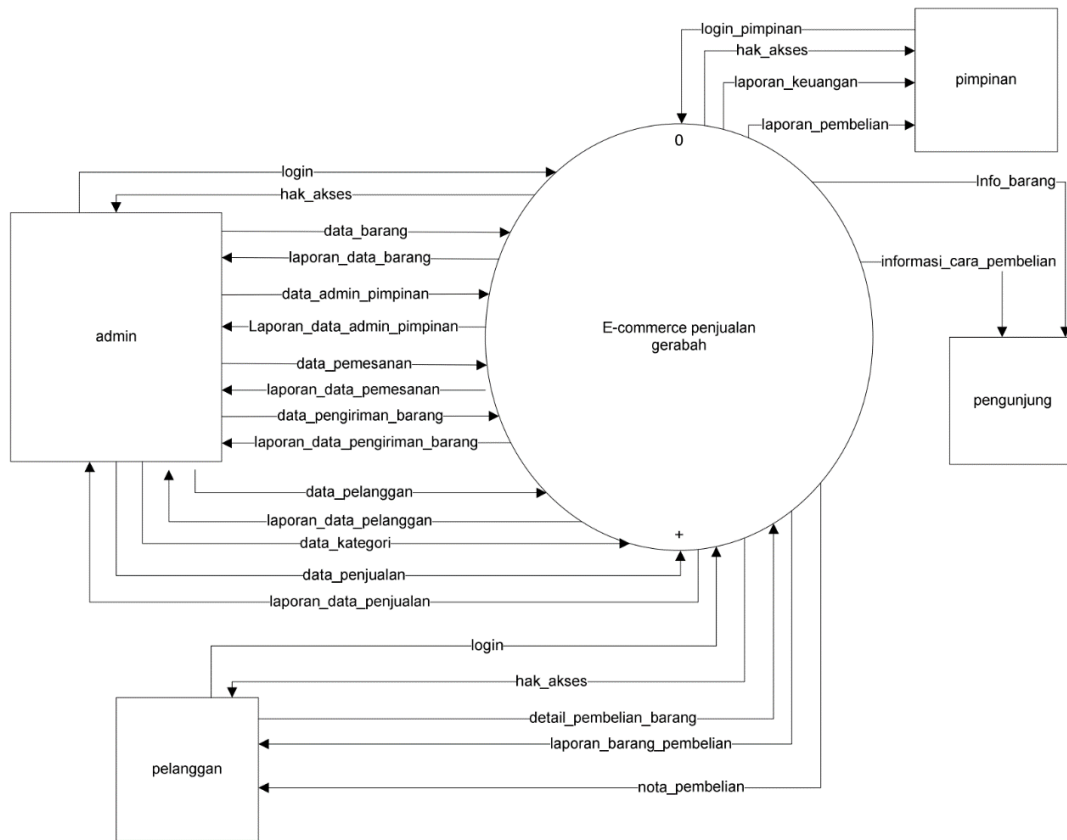 login_pimpinan
hak_akses
laporan_keuangan
laporan_pembelian
pimpinan
0
login
hak_akses
Info_barang
data_barang
laporan_data_barang
informasi_cara_pembelian
data_admin_pimpinan
Laporan_data_admin_pimpinan
admin
E-commerce penjualan
gerabah
data_pemesanan
laporan_data_pemesanan
data_pengiriman_barang
laporan_data_pengiriman_barang
pengunjung
data_pelanggan
laporan_data_pelanggan
+
data_kategori
data_penjualan
laporan_data_penjualan
login
hak_akses
detail_pembelian_barang
laporan_barang_pembelian
pelanggan
nota_pembelian